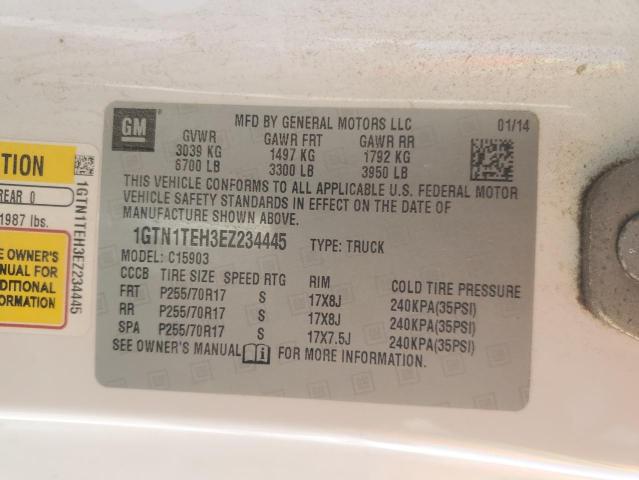 GM
MFD BY GENERAL MOTORS LLC 01/14
GVWR GAWR FRT GAWR RR
3039 KG 1497 KG 1792 KG
6700 LB 3300 LB 3950 LB
THIS VEHICLE CONFORMS TO ALL APPLICABLE U.S. FEDERAL MOTOR
VEHICLE SAFETY STANDARDS IN EFFECT ON THE DATE OF
MANUFACTURE SHOWN ABOVE.
1GTN1TEH3EZ234445 TYPE: TRUCK
MODEL: C15903
CCCB TIRE SIZE SPEED RTG RIM COLD TIRE PRESSURE
FRT P255/70R17 S 17X8J 240KPA(35PSI)
RR P255/70R17 S 17X8J 240KPA(35PSI)
SPA P255/70R17 S 17X7.5J 240KPA(35PSI)
SEE OWNER'S MANUAL FOR MORE INFORMATION.
TION
REAR 0
1987 lbs.
E OWNER'S
NUAL FOR
DITIONAL
ORMATION
1GTN1TEH3EZ234445